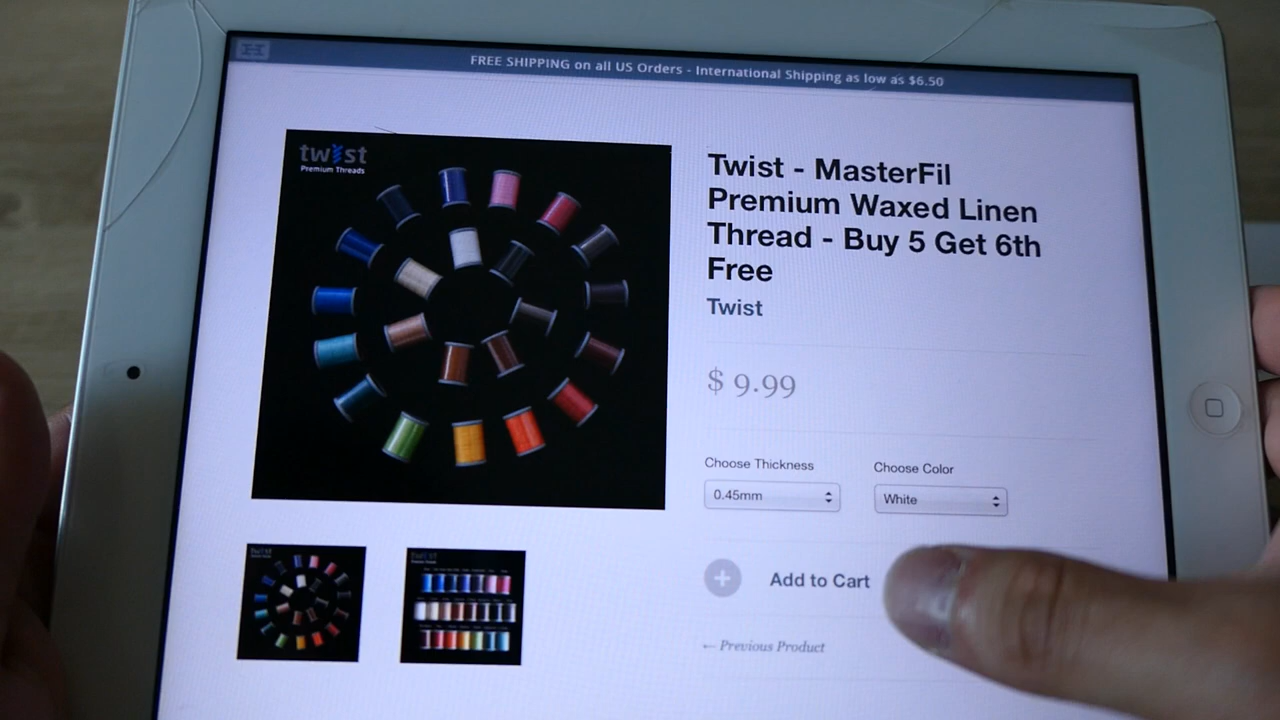 FREE SHIPPING on all US Orders - International Shipping as low as $6.50
twist
Premium Threads
Twist - MasterFil
Premium Waxed Linen
Thread - Buy 5 Get 6th
Free
Twist
$ 9.99
Choose Thickness
Choose Color
0.45mm
White
+ Add to Cart
← Previous Product
twist